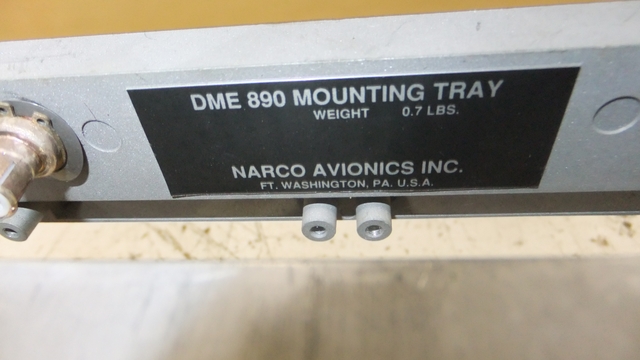 DME 890 MOUNTING TRAY
WEIGHT 0.7 LBS.
NARCO AVIONICS INC.
FT. WASHINGTON, PA. U.S.A.